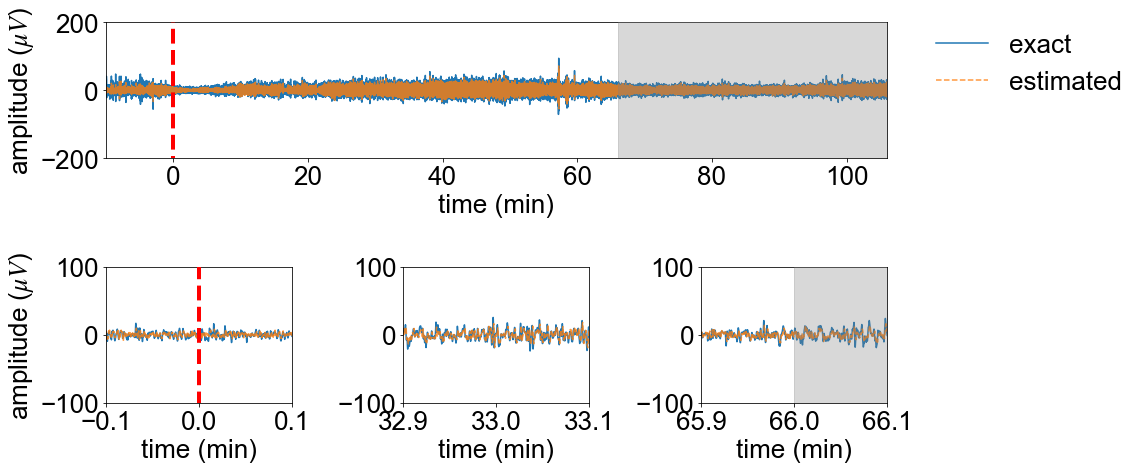 amplitude (μV)
200
0
−200
0 20 40 60 80 100
time (min)
exact
estimated
amplitude (μV)
100
0
−100
−0.1 0.0 0.1
time (min)
100
0
−100
32.9 33.0 33.1
time (min)
100
0
−100
65.9 66.0 66.1
time (min)